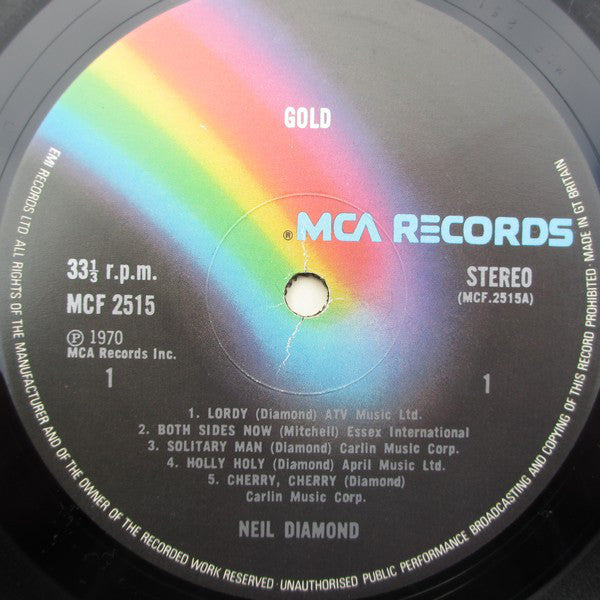 GOLD
® MCA RECORDS
33⅓ r.p.m.
MCF 2515
STEREO
(MCF.2515A)
Ⓟ 1970
MCA Records Inc.
1
1
1. LORDY (Diamond) ATV Music Ltd.
2. BOTH SIDES NOW (Mitchell) Essex International
3. SOLITARY MAN (Diamond) Carlin Music Corp.
4. HOLLY HOLY (Diamond) April Music Ltd.
5. CHERRY, CHERRY (Diamond)
Carlin Music Corp.
NEIL DIAMOND
EMI RECORDS LTD ALL RIGHTS OF THE MANUFACTURER AND OF THE OWNER OF THE RECORDED WORK RESERVED · UNAUTHORISED PUBLIC PERFORMANCE BROADCASTING AND COPYING OF THIS RECORD PROHIBITED · MADE IN GT BRITAIN